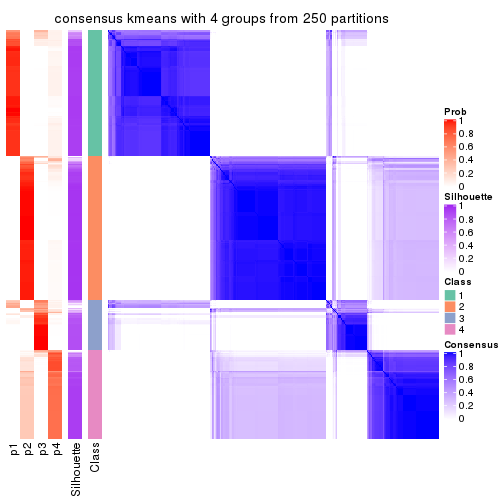 consensus kmeans with 4 groups from 250 partitions
Prob
1
0.8
0.6
0.4
0.2
0
Silhouette
1
0.8
0.6
0.4
0.2
0
Class
1
2
3
4
Consensus
1
0.8
0.6
0.4
0.2
0
p1
p2
p3
p4
Silhouette
Class